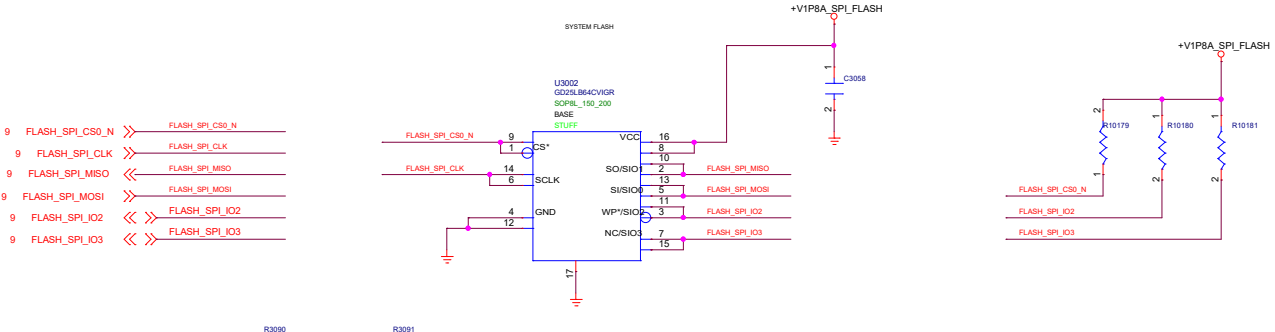 +V1P8A_SPI_FLASH
SYSTEM FLASH
+V1P8A_SPI_FLASH
U3002
GD25LB64CVIGR
SOP8L_150_200
BASE
STUFF
1
C3058
2
9 FLASH_SPI_CS0_N FLASH_SPI_CS0_N
9 FLASH_SPI_CLK FLASH_SPI_CLK
9 FLASH_SPI_MISO FLASH_SPI_MISO
9 FLASH_SPI_MOSI FLASH_SPI_MOSI
9 FLASH_SPI_IO2 FLASH_SPI_IO2
9 FLASH_SPI_IO3 FLASH_SPI_IO3
FLASH_SPI_CS0_N 9
1 CS*
FLASH_SPI_CLK 14
6 SCLK
4 GND
12
17
VCC 16
8
10
SO/SIO1 2 FLASH_SPI_MISO
13
SI/SIO0 5 FLASH_SPI_MOSI
11
WP*/SIO2 3 FLASH_SPI_IO2
NC/SIO3 7 FLASH_SPI_IO3
15
2 R10179 1
1 R10180 2
1 R10181 2
FLASH_SPI_CS0_N
FLASH_SPI_IO2
FLASH_SPI_IO3
R3090 R3091